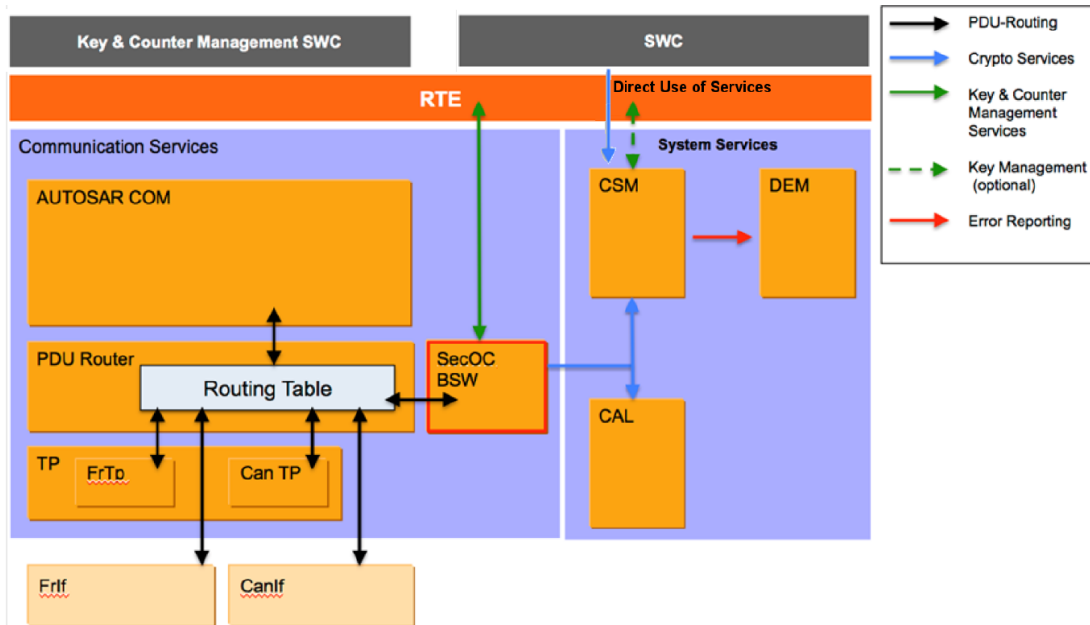 Key & Counter Management SWC
SWC
RTE
Direct Use of Services
Communication Services
System Services
AUTOSAR COM
CSM
DEM
PDU Router
Routing Table
SecOC
BSW
CAL
TP
FrTp
Can TP
FrIf
CanIf
PDU-Routing
Crypto Services
Key & Counter
Management
Services
Key Management
(optional)
Error Reporting